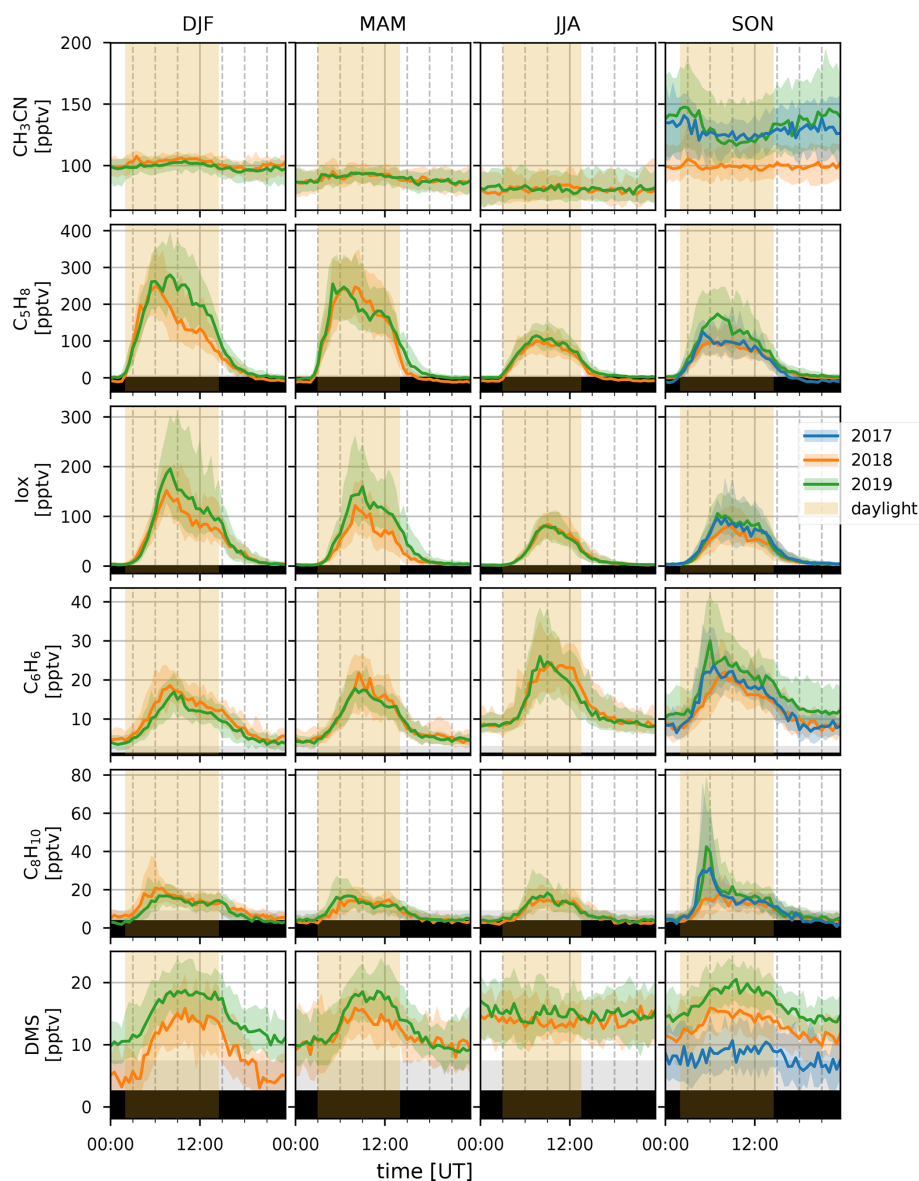 DJF MAM JJA SON
200
150
100
CH₃CN
[pptv]
400
300
200
100
0
C₅H₈
[pptv]
300
200
100
0
Iox
[pptv]
2017
2018
2019
daylight
40
30
20
10
C₆H₆
[pptv]
80
60
40
20
0
C₈H₁₀
[pptv]
20
10
0
DMS
[pptv]
00:00 12:00 00:00 12:00 00:00 12:00 00:00 12:00
time [UT]